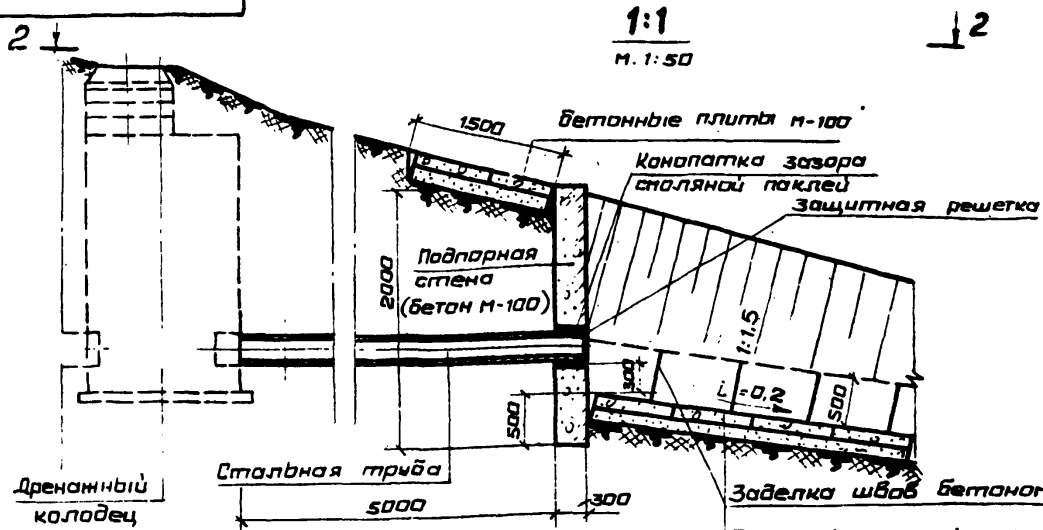 2
1:1
2
М. 1:50
1500
Бетонные плиты М-100
Конопатка зазора
смоляной паклей
Защитная решетка
Подпорная
стена
(бетон М-100)
2000
1:1.5
300
500
i=0,2
500
Стальная труба
Дренажный
колодец
5000
300
Заделка швов бетоном